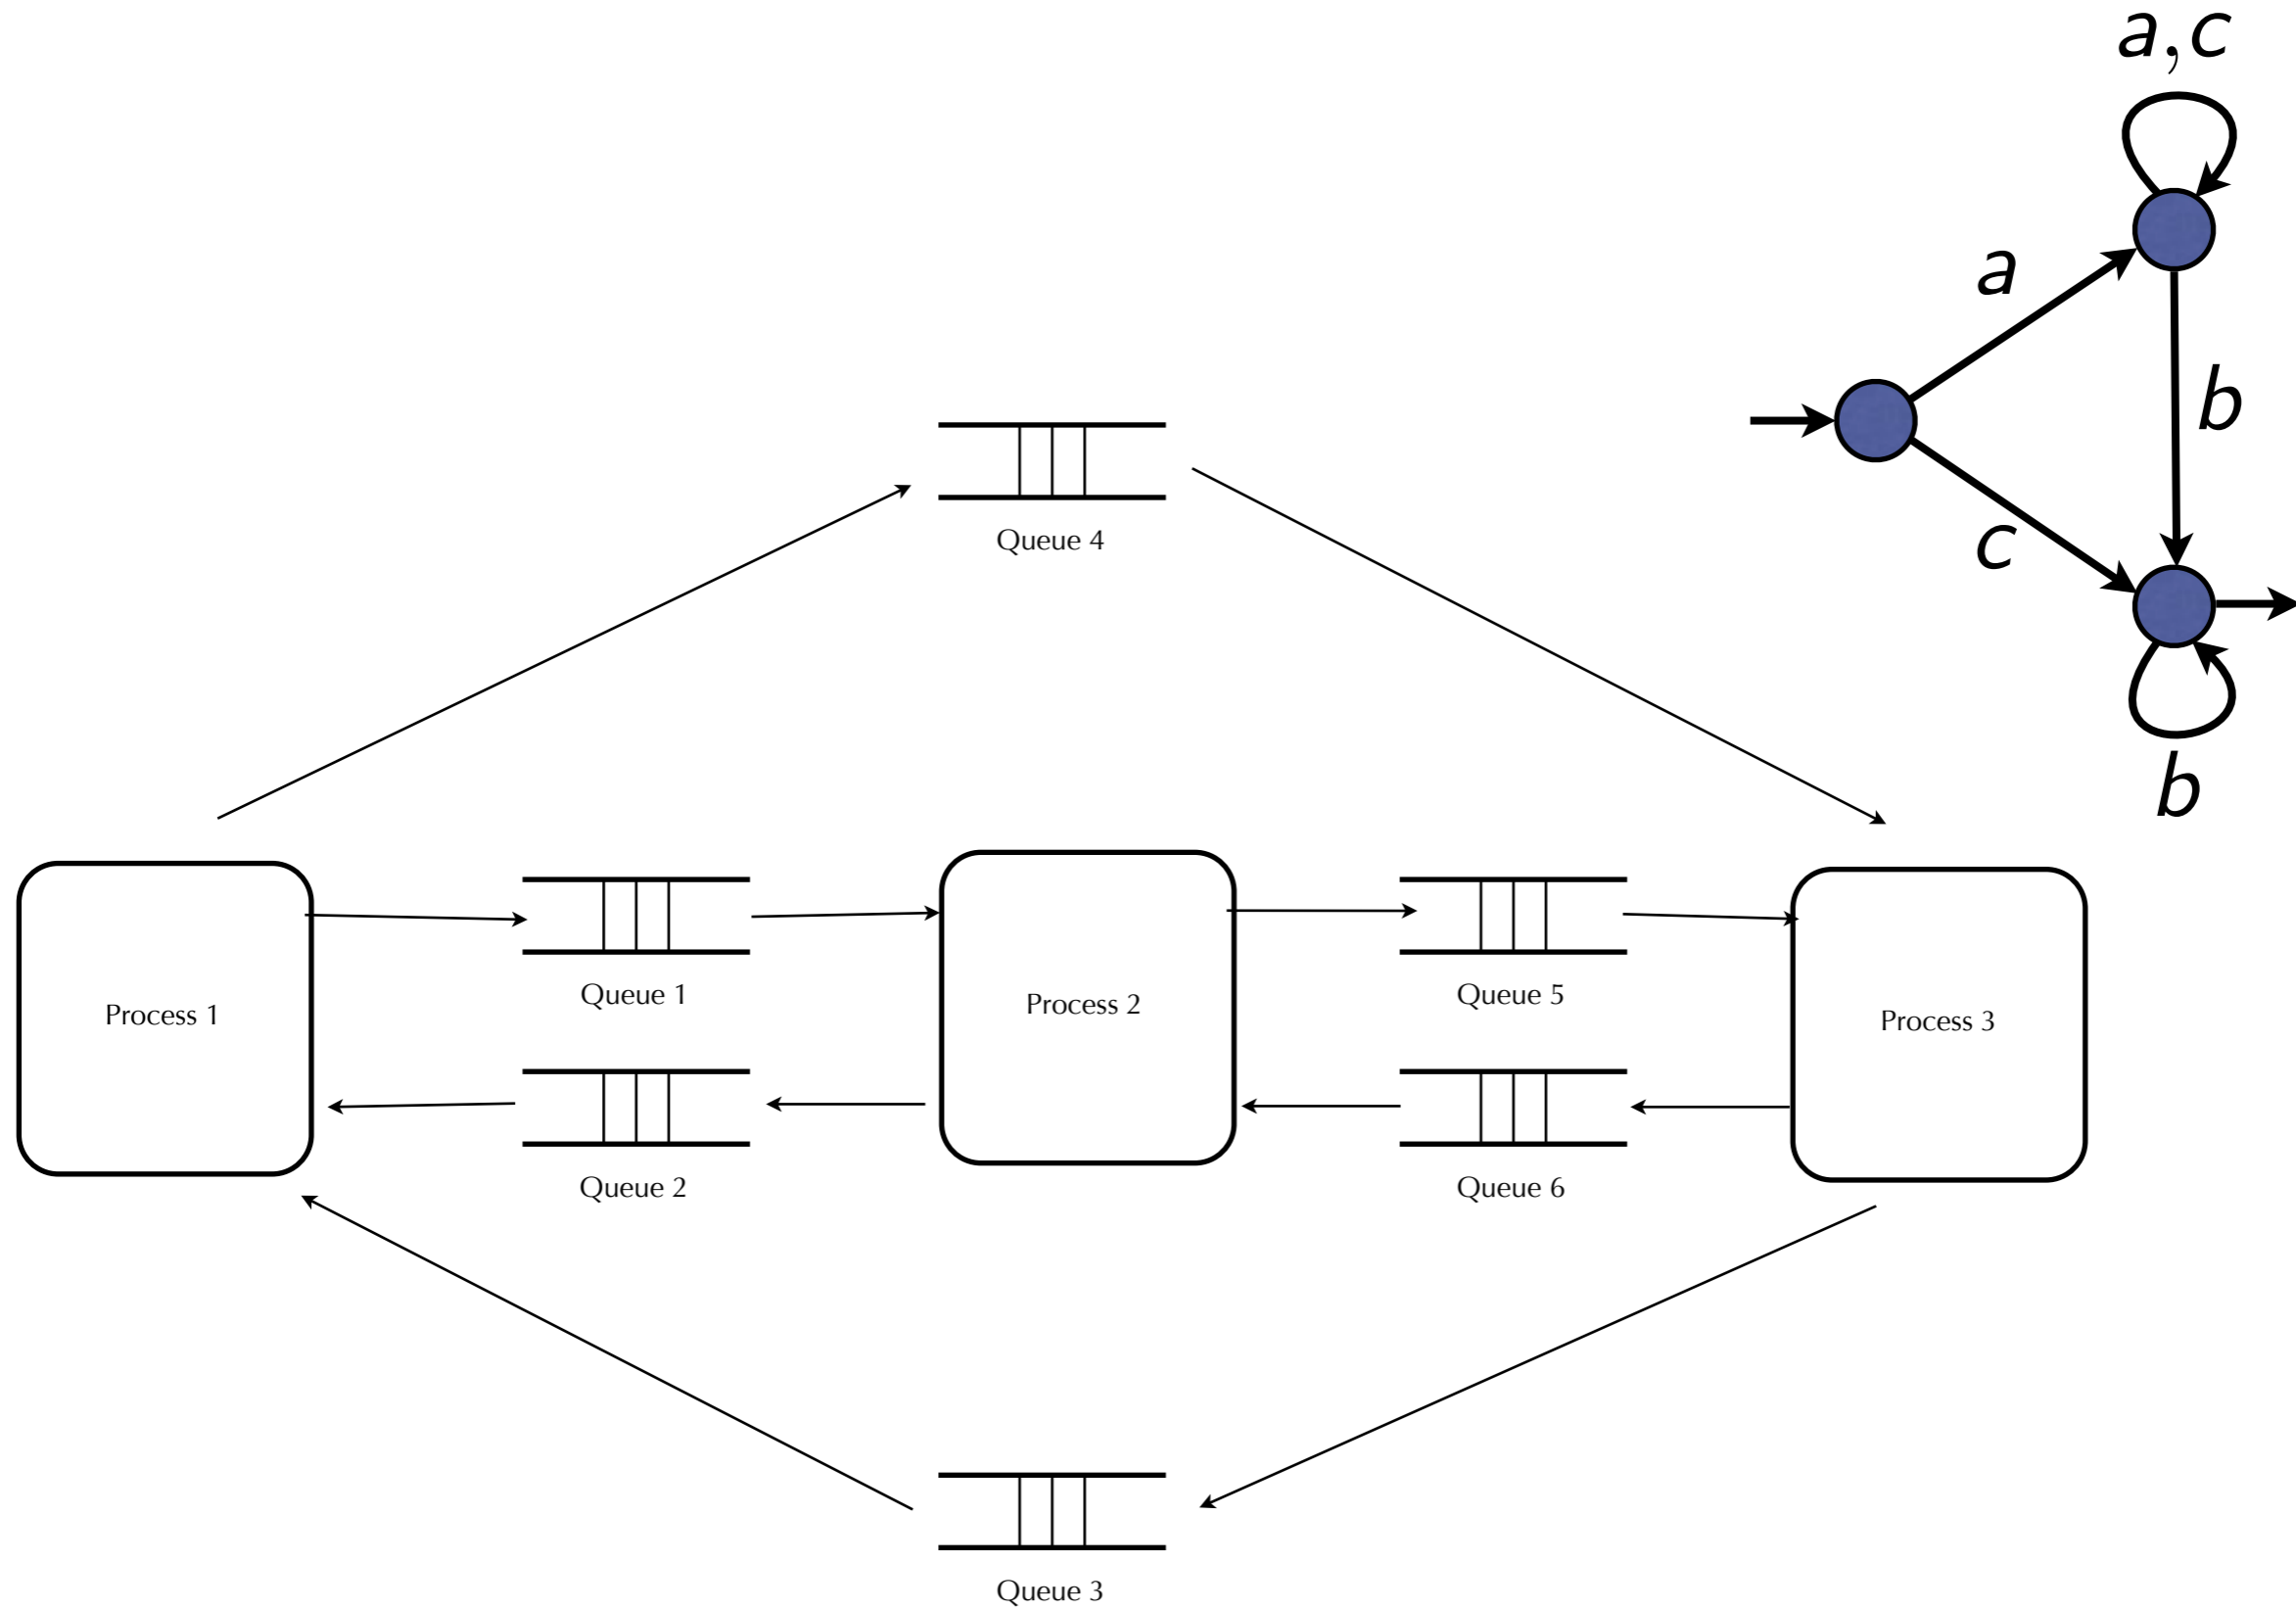 a,c
a
b
c
b
Queue 4
Queue 1
Queue 5
Process 1
Process 2
Process 3
Queue 2
Queue 6
Queue 3